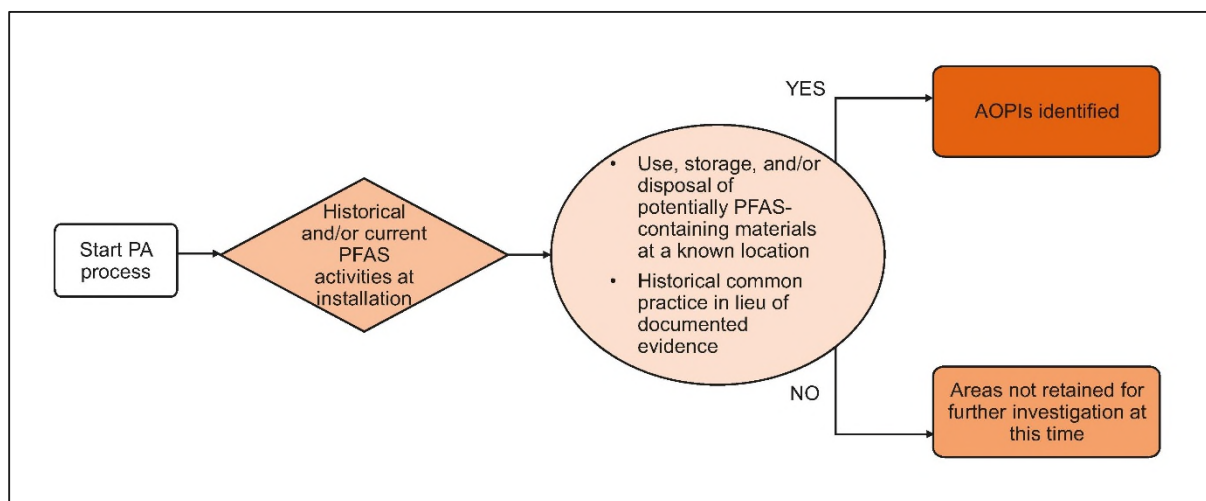 Start PA
process
Historical
and/or current
PFAS
activities at
installation
• Use, storage, and/or
disposal of
potentially PFAS-
containing materials
at a known location
• Historical common
practice in lieu of
documented
evidence
YES
AOPIs identified
NO
Areas not retained for
further investigation at
this time